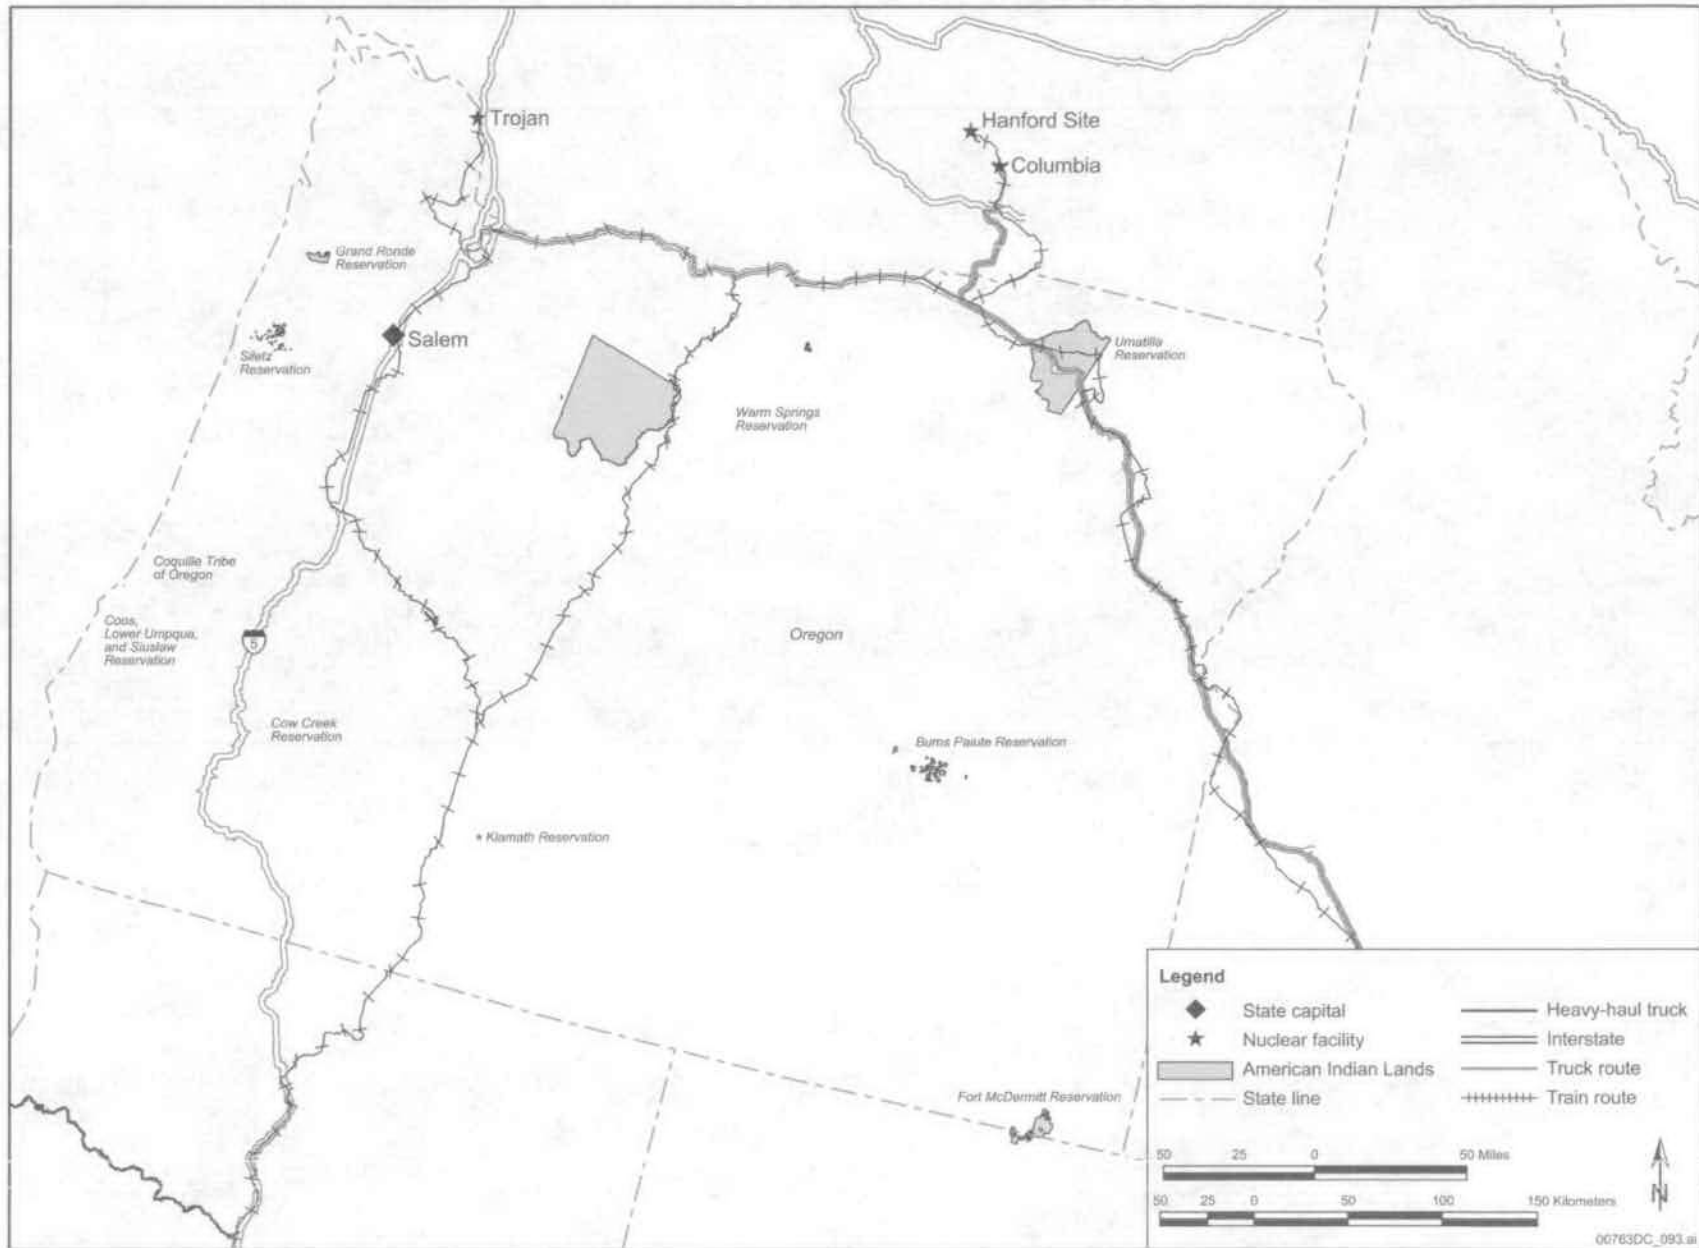 Trojan
Hanford Site
Columbia
Grand Ronde
Reservation
Salem
Siletz
Reservation
Umatilla
Reservation
Warm Springs
Reservation
Coquille Tribe
of Oregon
Coos,
Lower Umpqua,
and Siuslaw
Reservation
5
Oregon
Cow Creek
Reservation
Burns Paiute Reservation
Klamath Reservation
Fort McDermitt Reservation
Legend
State capital
Nuclear facility
American Indian Lands
State line
Heavy-haul truck
Interstate
Truck route
Train route
50 25 0 50 Miles
50 25 0 50 100 150 Kilometers
N
00763DC_093.ai